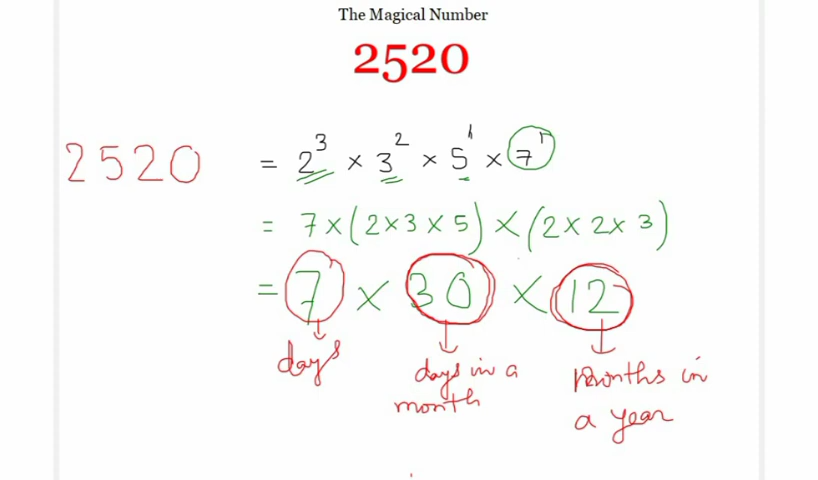 The Magical Number
2520
2520 = 2³ × 3² × 5¹ × 7¹
= 7 × (2 × 3 × 5) × (2 × 2 × 3)
= 7 × 30 × 12
days days in a month months in a year